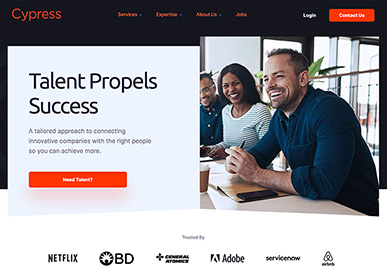 Cypress
Services Expertise About Us Jobs Login Contact Us
Talent Propels
Success
A tailored approach to connecting
innovative companies with the right people
so you can achieve more.
Need Talent?
Trusted By
NETFLIX OBD GENERAL ATOMICS Adobe servicenow airbnb